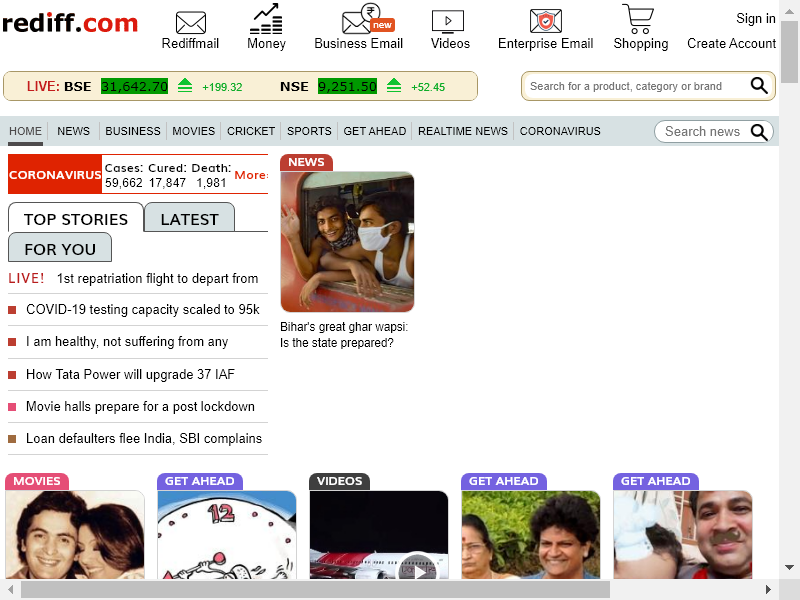 rediff.com
Rediffmail
Money
new
Business Email
Videos
Enterprise Email
Shopping
Sign in
Create Account
LIVE: BSE 31,642.70 +199.32 NSE 9,251.50 +52.45
Search for a product, category or brand
HOME NEWS BUSINESS MOVIES CRICKET SPORTS GET AHEAD REALTIME NEWS CORONAVIRUS
Search news
CORONAVIRUS
Cases: Cured: Death:
59,662 17,847 1,981
More
TOP STORIES
LATEST
FOR YOU
LIVE! 1st repatriation flight to depart from
COVID-19 testing capacity scaled to 95k
I am healthy, not suffering from any
How Tata Power will upgrade 37 IAF
Movie halls prepare for a post lockdown
Loan defaulters flee India, SBI complains
NEWS
Bihar's great ghar wapsi:
Is the state prepared?
MOVIES
GET AHEAD
12
VIDEOS
GET AHEAD
GET AHEAD